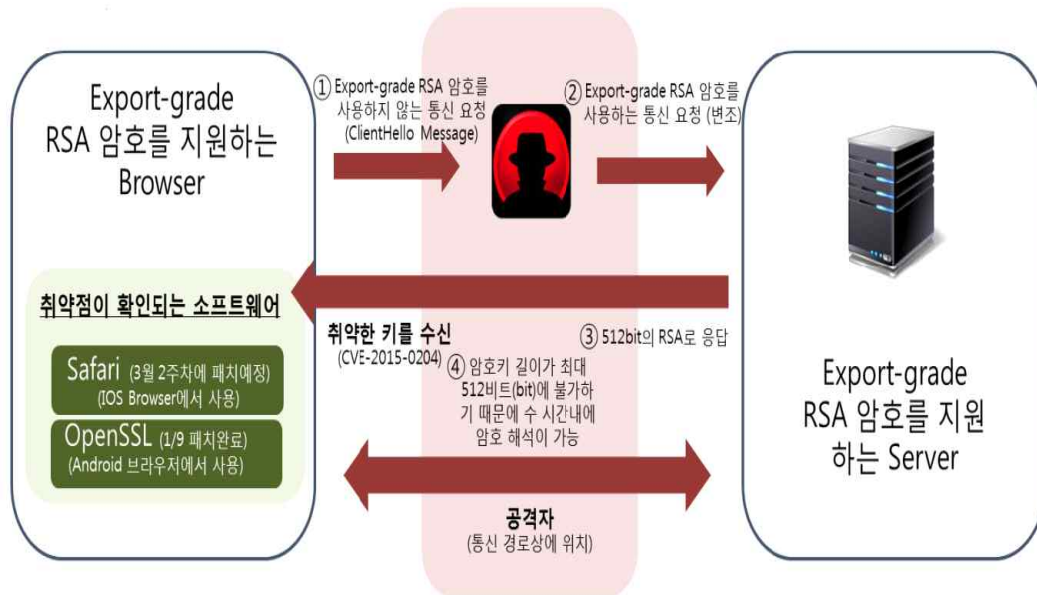 Export-grade
RSA 암호를 지원하는
Browser
취약점이 확인되는 소프트웨어
Safari (3월 2주차에 패치예정)
(IOS Browser에서 사용)
OpenSSL (1/9 패치완료)
(Android 브라우저에서 사용)
① Export-grade RSA 암호를
사용하지 않는 통신 요청
(ClientHello Message)
② Export-grade RSA 암호를
사용하는 통신 요청 (변조)
취약한 키를 수신
(CVE-2015-0204)
③ 512bit의 RSA로 응답
④ 암호키 길이가 최대
512비트(bit)에 불가하
기 때문에 수 시간내에
암호 해석이 가능
공격자
(통신 경로상에 위치)
Export-grade
RSA 암호를 지원
하는 Server